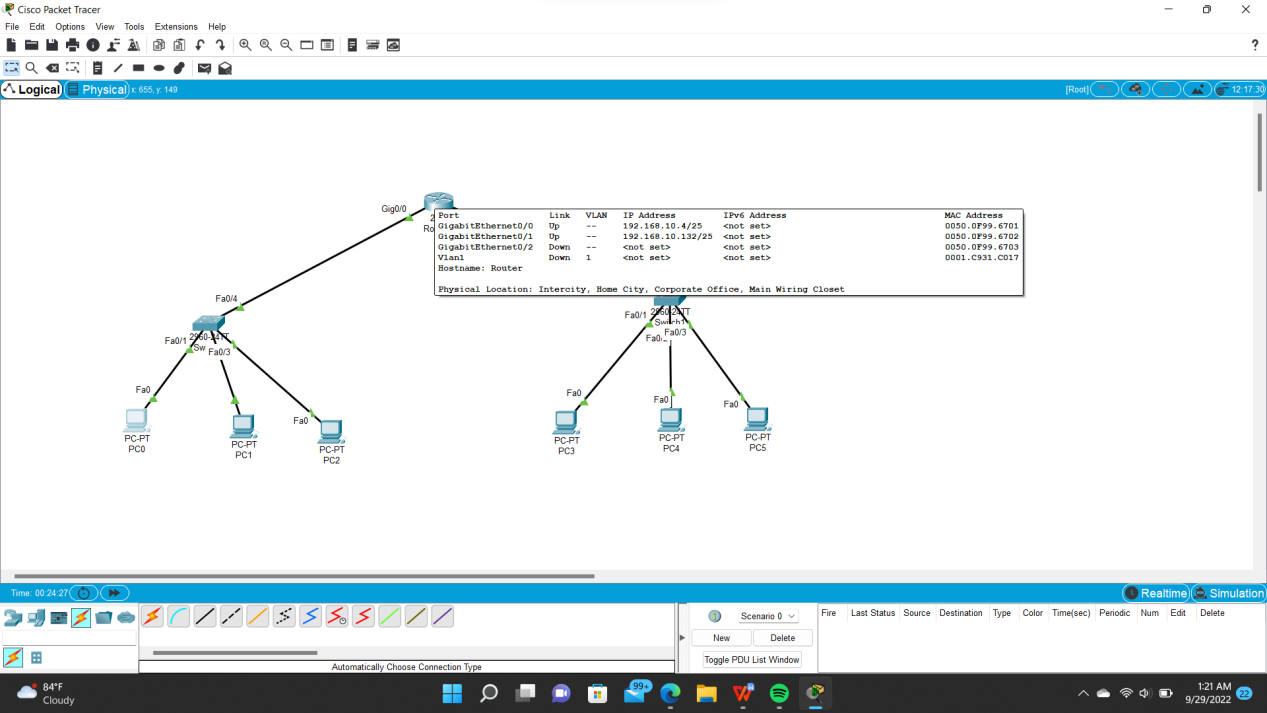 Cisco Packet Tracer
File Edit Options View Tools Extensions Help
?
Logical Physical x: 655, y: 149 [Root] 12:17:30
Gig0/0
2
Ro
Port Link VLAN IP Address IPv6 Address MAC Address
GigabitEthernet0/0 Up -- 192.168.10.4/25 <not set> 0050.0F99.6701
GigabitEthernet0/1 Up -- 192.168.10.132/25 <not set> 0050.0F99.6702
GigabitEthernet0/2 Down -- <not set> <not set> 0050.0F99.6703
Vlan1 Down 1 <not set> <not set> 0001.C931.C017
Hostname: Router
Physical Location: Intercity, Home City, Corporate Office, Main Wiring Closet
Fa0/4
2960-24TT
Sw
Fa0/1
Fa0/3
Fa0
Fa0
PC-PT
PC0
PC-PT
PC1
PC-PT
PC2
2960-24TT
Switch1
Fa0/1
Fa0/3
Fa0
Fa0
Fa0
PC-PT
PC3
PC-PT
PC4
PC-PT
PC5
Time: 00:24:27 Realtime Simulation
Automatically Choose Connection Type
Scenario 0
New Delete
Toggle PDU List Window
Fire Last Status Source Destination Type Color Time(sec) Periodic Num Edit Delete
84°F
Cloudy
99+
1:21 AM
9/29/2022 22